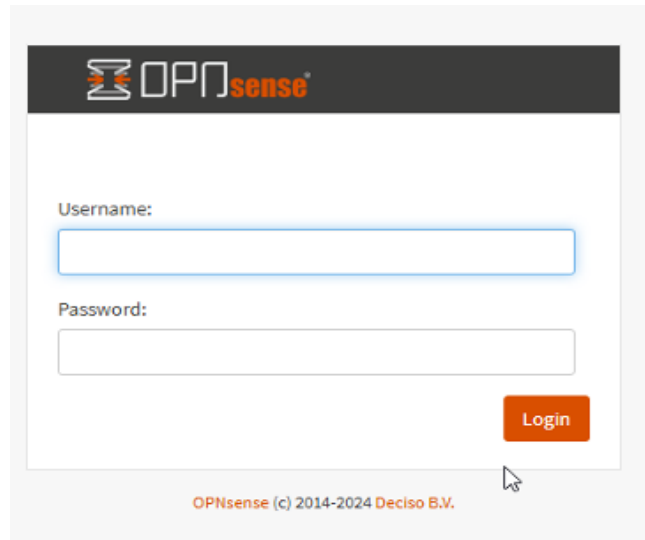 OPNsense®
Username:
Password:
Login
OPNsense (c) 2014-2024 Deciso B.V.